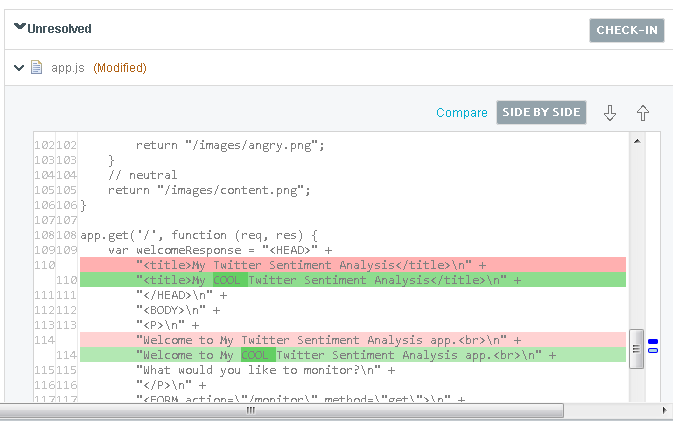 Unresolved
CHECK-IN
app.js (Modified)
Compare SIDE BY SIDE
102 102 return "/images/angry.png";
103 103 }
104 104 // neutral
105 105 return "/images/content.png";
106 106 }
107 107
108 108 app.get('/', function (req, res) {
109 109 var welcomeResponse = "<HEAD>" +
110 "<title>My Twitter Sentiment Analysis</title>\n" +
110 "<title>My COOL Twitter Sentiment Analysis</title>\n" +
111 111 "</HEAD>\n" +
112 112 "<BODY>\n" +
113 113 "<P>\n" +
114 "Welcome to My Twitter Sentiment Analysis app.<br>\n" +
114 "Welcome to My COOL Twitter Sentiment Analysis app.<br>\n" +
115 115 "What would you like to monitor?\n" +
116 116 "</P>\n" +
117 117 "<FORM action=\"/monitor\" method=\"get\">\n" +